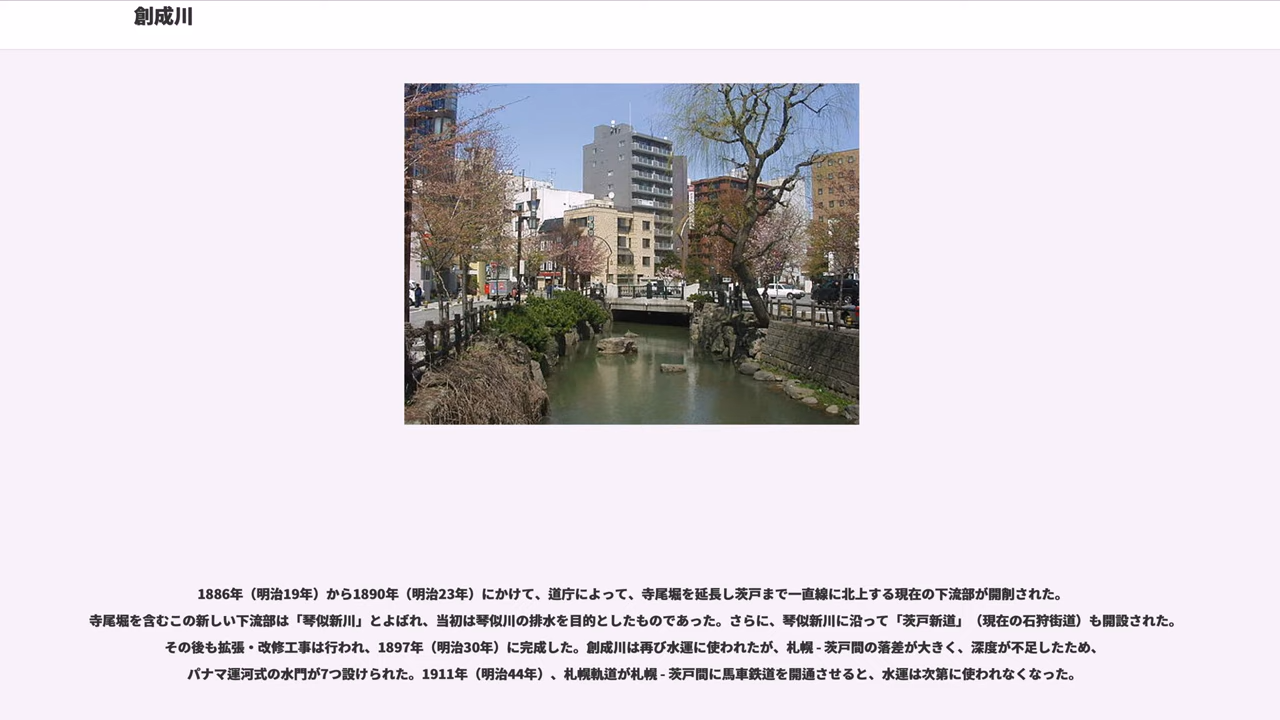 創成川
1886年（明治19年）から1890年（明治23年）にかけて、道庁によって、寺尾堀を延長し茨戸まで一直線に北上する現在の下流部が開削された。
寺尾堀を含むこの新しい下流部は「琴似新川」とよばれ、当初は琴似川の排水を目的としたものであった。さらに、琴似新川に沿って「茨戸新道」（現在の石狩街道）も開設された。
その後も拡張・改修工事は行われ、1897年（明治30年）に完成した。創成川は再び水運に使われたが、札幌 - 茨戸間の落差が大きく、深度が不足したため、
パナマ運河式の水門が7つ設けられた。1911年（明治44年）、札幌軌道が札幌 - 茨戸間に馬車鉄道を開通させると、水運は次第に使われなくなった。